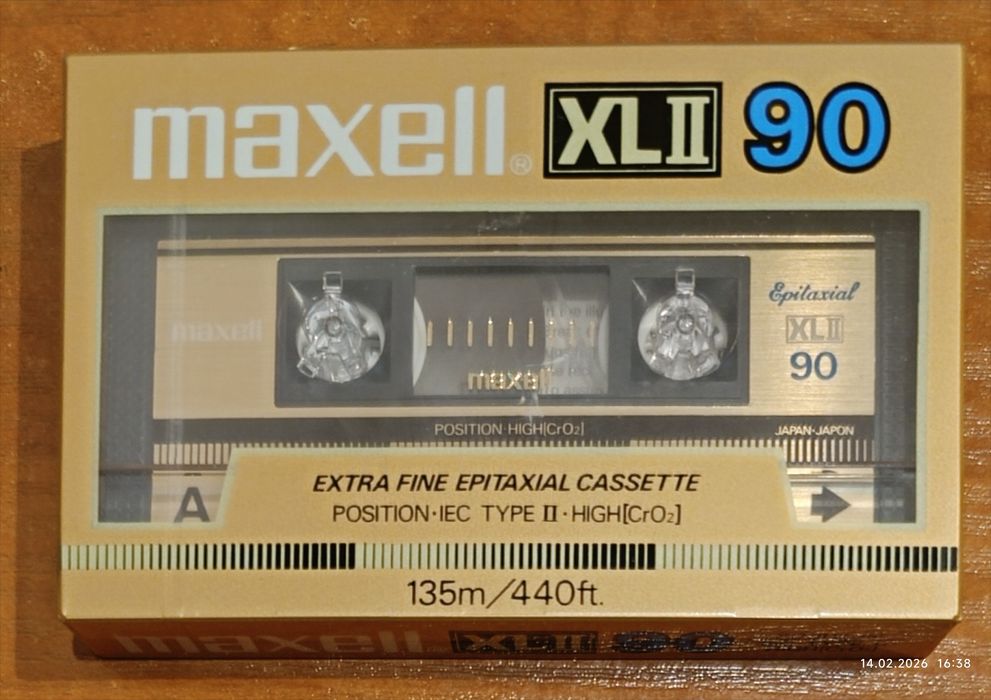 maxell® XLII 90
maxell
Epitaxial
XLII
90
maxell
POSITION·HIGH[CrO₂]
JAPAN·JAPON
A
EXTRA FINE EPITAXIAL CASSETTE
POSITION·IEC TYPE II·HIGH[CrO₂]
135m/440ft.
maxell XLII 90
14.02.2026 16:38